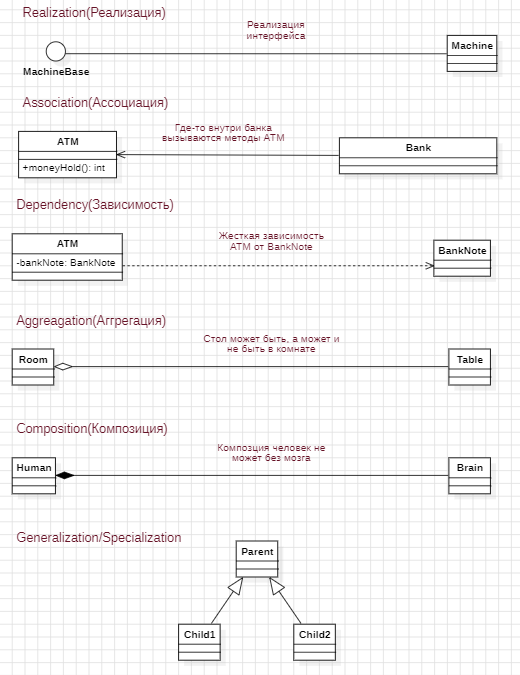 Realization(Реализация)
Реализация
интерфейса
Machine
MachineBase
Association(Ассоциация)
Где-то внутри банка
вызываются методы ATM
ATM
+moneyHold(): int
Bank
Dependency(Зависимость)
Жесткая зависимость
ATM от BankNote
ATM
-bankNote: BankNote
BankNote
Aggreagation(Аггрегация)
Стол может быть, а может и
не быть в комнате
Room
Table
Composition(Композиция)
Композция человек не
может без мозга
Human
Brain
Generalization/Specialization
Parent
Child1
Child2